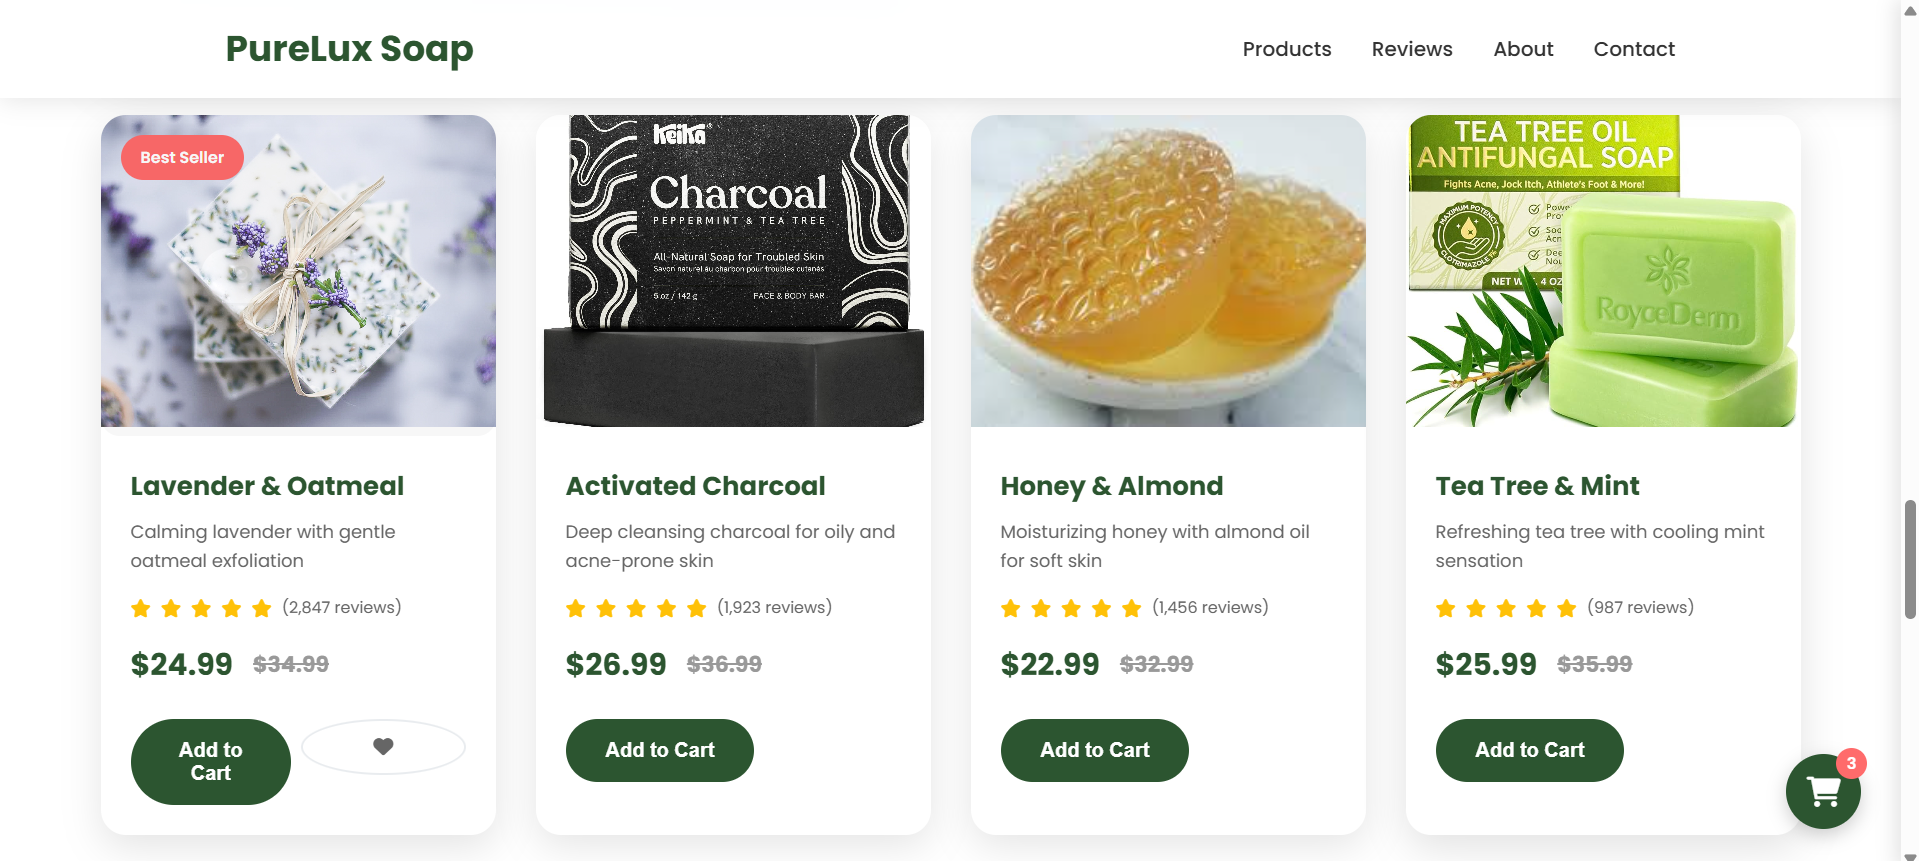 PureLux Soap
Products
Reviews
About
Contact
Best Seller
Keika
Charcoal
PEPPERMINT & TEA TREE
All-Natural Soap for Troubled Skin
Savon naturel au charbon pour troubles cutanés
5 oz / 142 g
FACE & BODY BAR
TEA TREE OIL
ANTIFUNGAL SOAP
Fights Acne, Jock Itch, Athlete's Foot & More!
MAXIMUM POTENCY
CLOTRIMAZOLE
NET W
4 OZ
RoyceDerm
Lavender & Oatmeal
Calming lavender with gentle
oatmeal exfoliation
(2,847 reviews)
$24.99 $34.99
Add to
Cart
Activated Charcoal
Deep cleansing charcoal for oily and
acne-prone skin
(1,923 reviews)
$26.99 $36.99
Add to Cart
Honey & Almond
Moisturizing honey with almond oil
for soft skin
(1,456 reviews)
$22.99 $32.99
Add to Cart
Tea Tree & Mint
Refreshing tea tree with cooling mint
sensation
(987 reviews)
$25.99 $35.99
Add to Cart
3